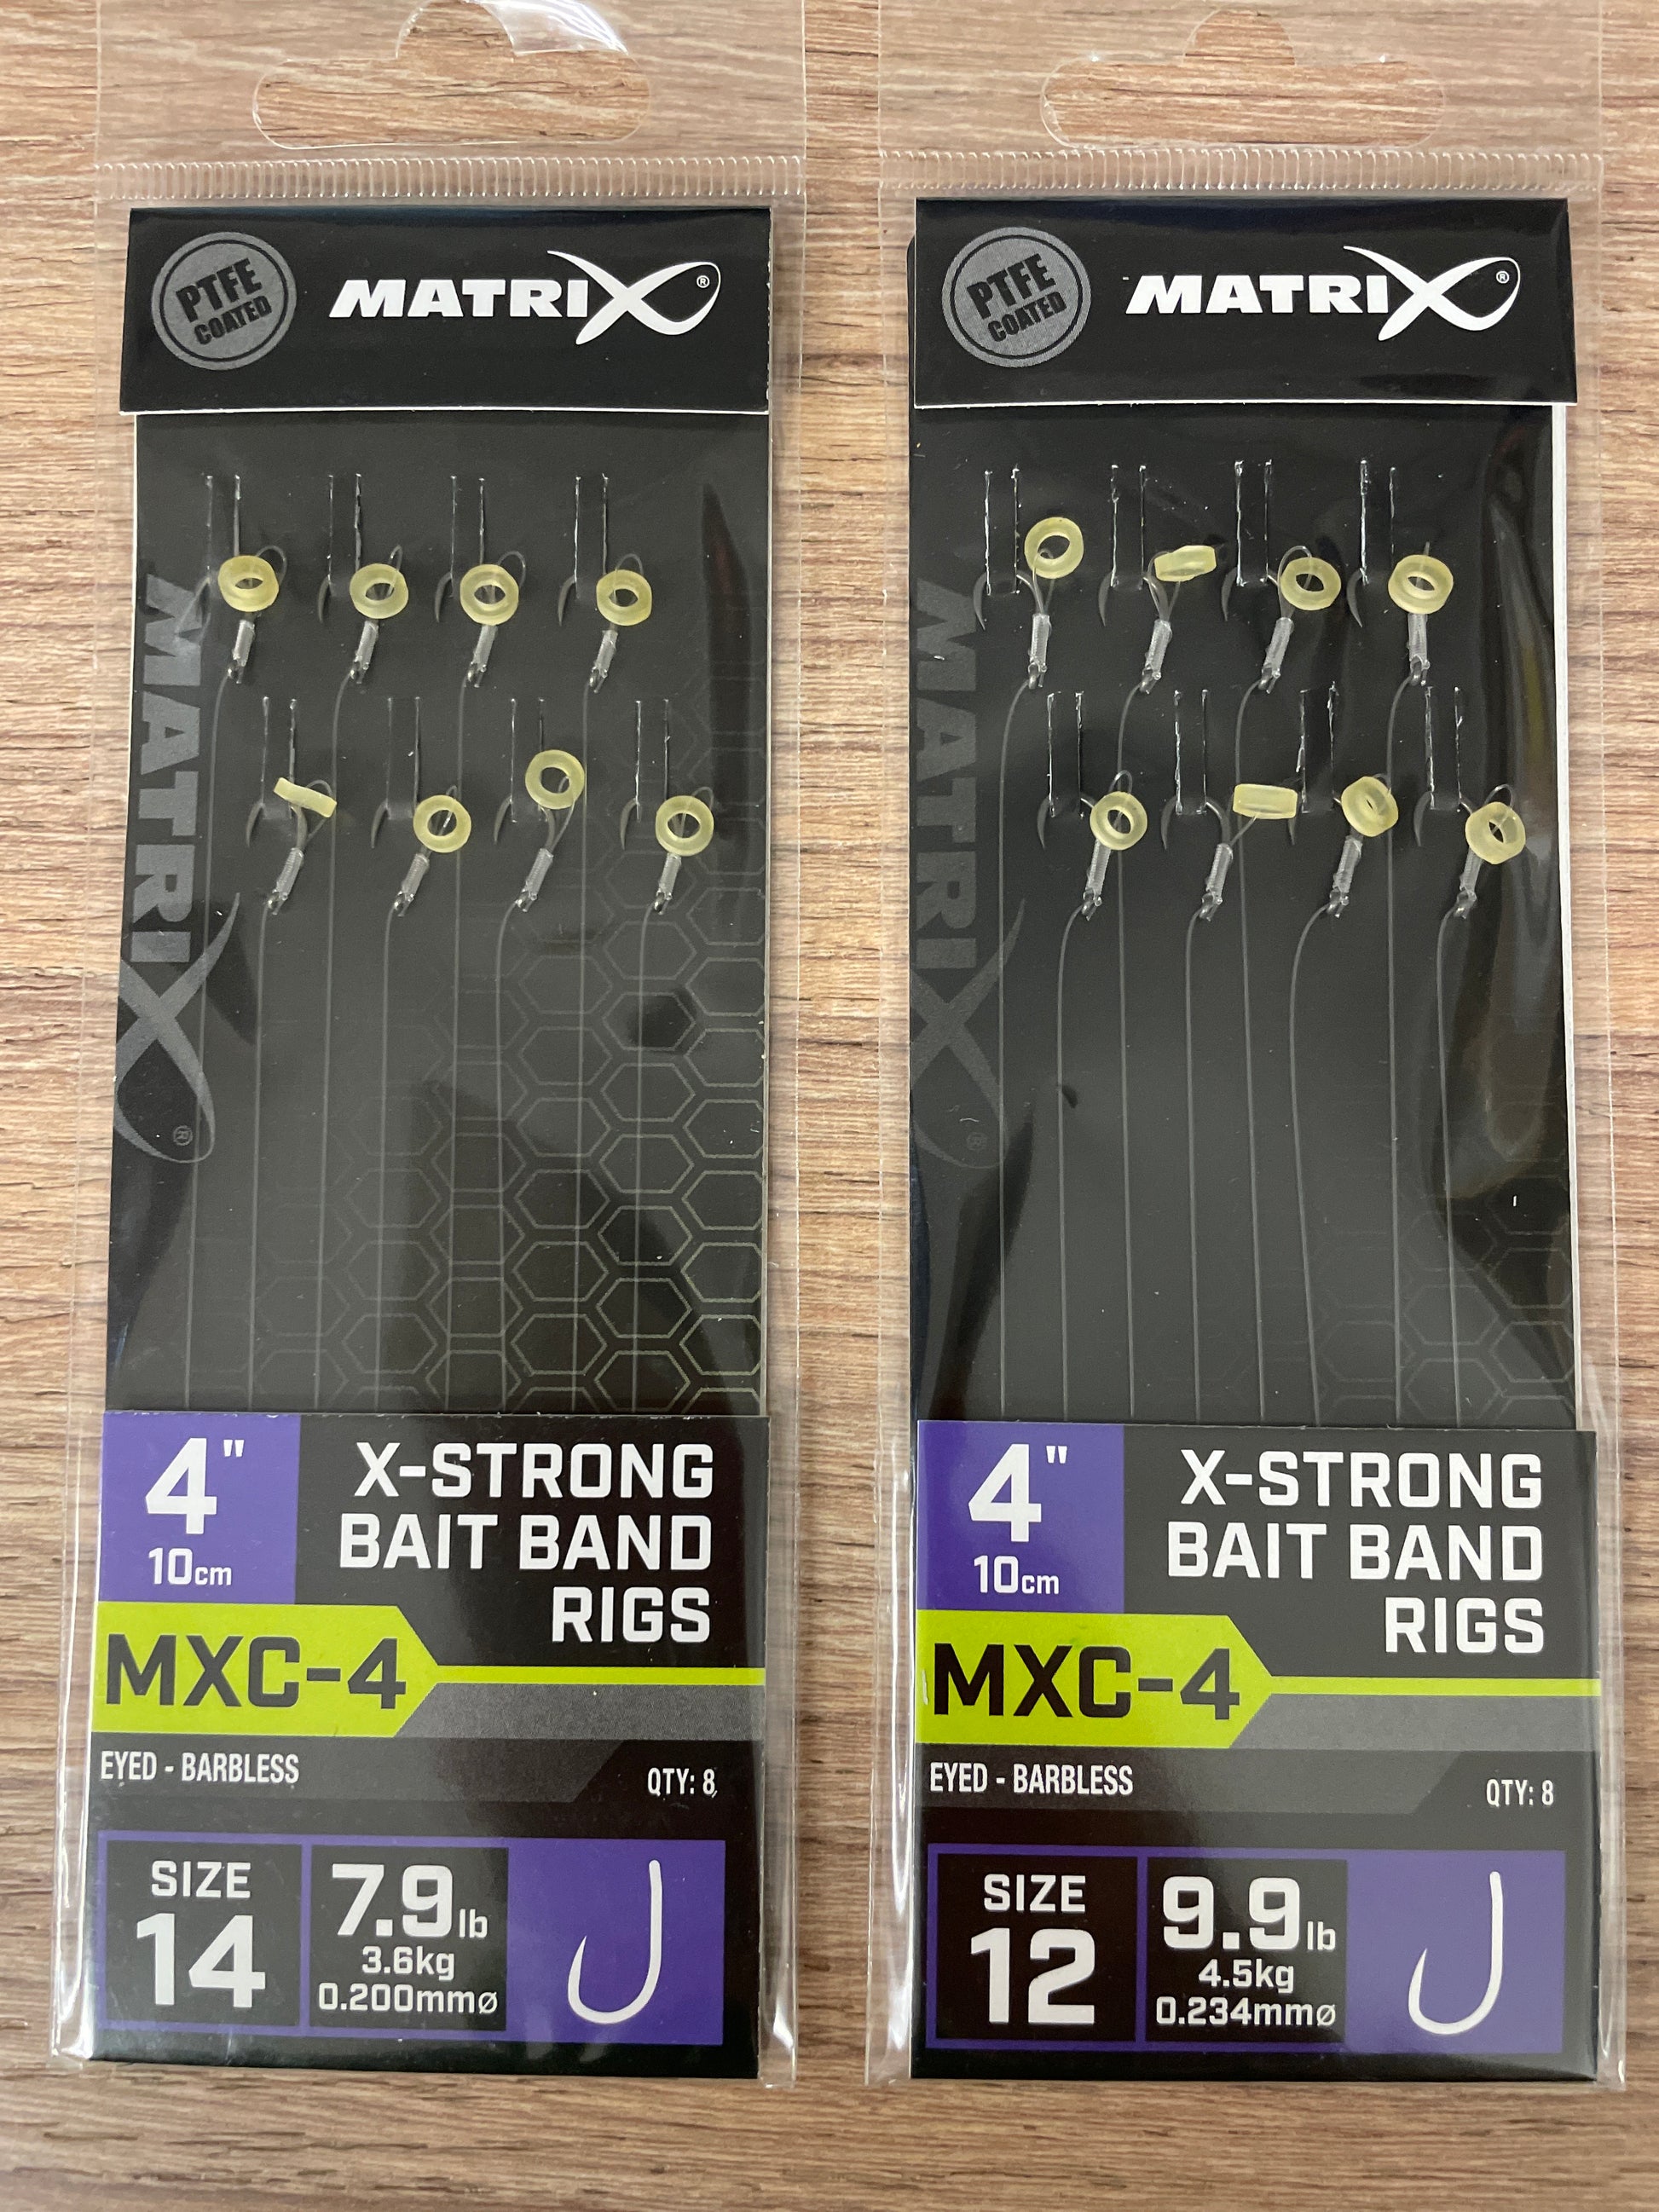 PTFE
COATED
MATRIX®
MATRIX®
4"
10cm
X-STRONG
BAIT BAND
RIGS
MXC-4
EYED - BARBLESS
QTY: 8
SIZE
14
7.9lb
3.6kg
0.200mmø
PTFE
COATED
MATRIX®
MATRIX®
4"
10cm
X-STRONG
BAIT BAND
RIGS
MXC-4
EYED - BARBLESS
QTY: 8
SIZE
12
9.9lb
4.5kg
0.234mmø